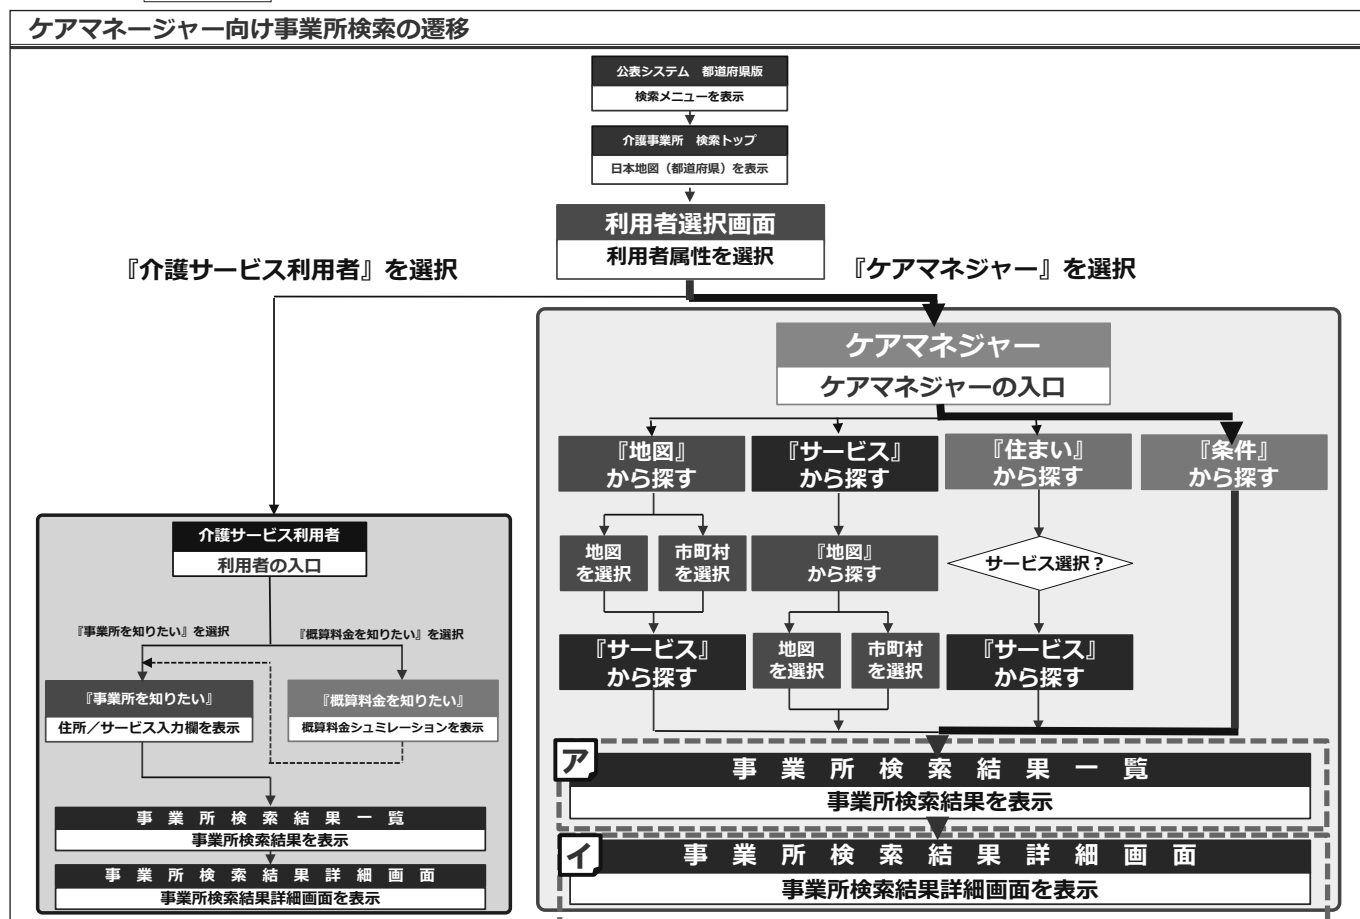 ケアマネージャー向け事業所検索の遷移
公表システム　都道府県版
検索メニューを表示
介護事業所　検索トップ
日本地図（都道府県）を表示
利用者選択画面
利用者属性を選択
『介護サービス利用者』を選択
『ケアマネジャー』を選択
ケアマネジャー
ケアマネジャーの入口
『地図』
から探す
『サービス』
から探す
『住まい』
から探す
『条件』
から探す
地図
を選択
市町村
を選択
『地図』
から探す
サービス選択？
『サービス』
から探す
地図
を選択
市町村
を選択
『サービス』
から探す
介護サービス利用者
利用者の入口
『事業所を知りたい』を選択
『概算料金を知りたい』を選択
『事業所を知りたい』
住所／サービス入力欄を表示
『概算料金を知りたい』
概算料金シュミレーションを表示
事業所検索結果一覧
事業所検索結果を表示
事業所検索結果詳細画面
事業所検索結果詳細画面を表示
ア
事業所検索結果一覧
事業所検索結果を表示
イ
事業所検索結果詳細画面
事業所検索結果詳細画面を表示